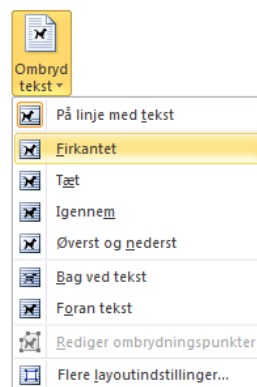 Ombryd
tekst
På linje med tekst
Firkantet
Tæt
Igennem
Øverst og nederst
Bag ved tekst
Foran tekst
Rediger ombrydningspunkter
Flere layoutindstillinger...